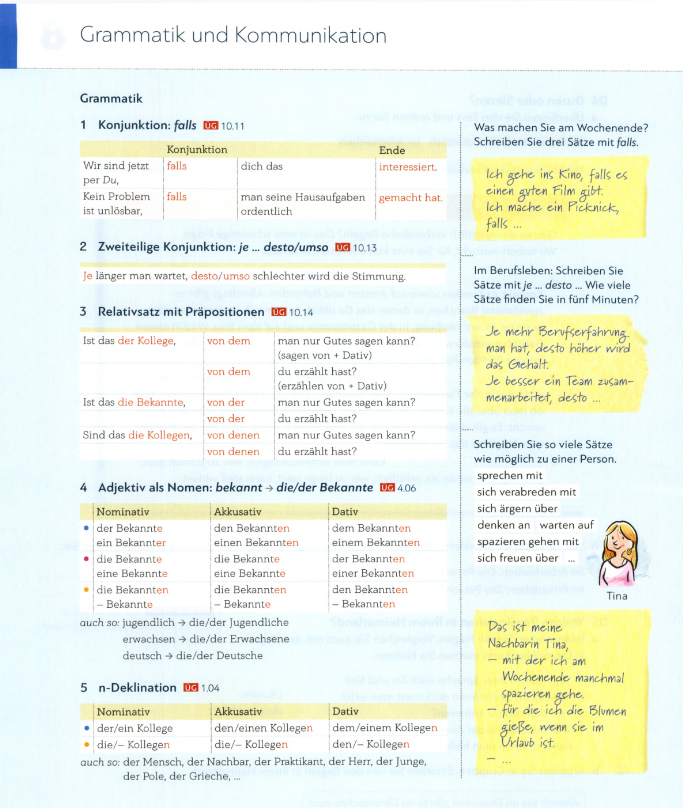 Grammatik und Kommunikation
Grammatik
1 Konjunktion: falls UG 10.11
Konjunktion Ende
Wir sind jetzt per Du, falls dich das interessiert.
Kein Problem ist unlösbar, falls man seine Hausaufgaben ordentlich gemacht hat.
2 Zweiteilige Konjunktion: je ... desto/umso UG 10.13
Je länger man wartet, desto/umso schlechter wird die Stimmung.
3 Relativsatz mit Präpositionen UG 10.14
Ist das der Kollege, von dem man nur Gutes sagen kann?
(sagen von + Dativ)
von dem du erzählt hast?
(erzählen von + Dativ)
Ist das die Bekannte, von der man nur Gutes sagen kann?
von der du erzählt hast?
Sind das die Kollegen, von denen man nur Gutes sagen kann?
von denen du erzählt hast?
4 Adjektiv als Nomen: bekannt → die/der Bekannte UG 4.06
Nominativ Akkusativ Dativ
• der Bekannte den Bekannten dem Bekannten
ein Bekannter einen Bekannten einem Bekannten
• die Bekannte die Bekannte der Bekannten
eine Bekannte eine Bekannte einer Bekannten
• die Bekannten die Bekannten den Bekannten
– Bekannte – Bekannte – Bekannten
auch so: jugendlich → die/der Jugendliche
erwachsen → die/der Erwachsene
deutsch → die/der Deutsche
5 n-Deklination UG 1.04
Nominativ Akkusativ Dativ
• der/ein Kollege den/einen Kollegen dem/einem Kollegen
• die/– Kollegen die/– Kollegen den/– Kollegen
auch so: der Mensch, der Nachbar, der Praktikant, der Herr, der Junge,
der Pole, der Grieche, ...
Was machen Sie am Wochenende?
Schreiben Sie drei Sätze mit falls.
Ich gehe ins Kino, falls es
einen guten Film gibt.
Ich mache ein Picknick,
falls ...
Im Berufsleben: Schreiben Sie
Sätze mit je ... desto ... Wie viele
Sätze finden Sie in fünf Minuten?
Je mehr Berufserfahrung
man hat, desto höher wird
das Gehalt.
Je besser ein Team zusam-
menarbeitet, desto ...
Schreiben Sie so viele Sätze
wie möglich zu einer Person.
sprechen mit
sich verabreden mit
sich ärgern über
denken an warten auf
spazieren gehen mit
sich freuen über ...
Tina
Das ist meine
Nachbarin Tina,
– mit der ich am
Wochenende manchmal
spazieren gehe.
– für die ich die Blumen
gieße, wenn sie im
Urlaub ist.
– ...